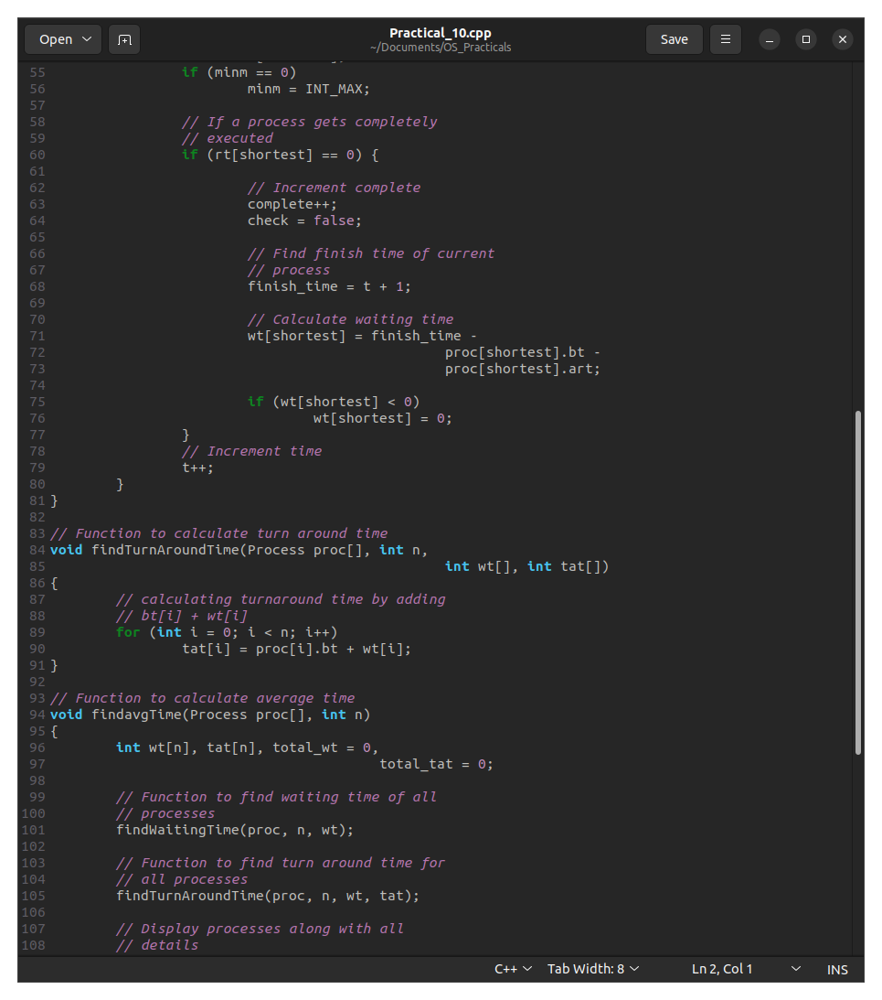 Open
Practical_10.cpp
~/Documents/OS_Practicals
Save
55 if (minm == 0)
56 minm = INT_MAX;
57
58 // If a process gets completely
59 // executed
60 if (rt[shortest] == 0) {
61
62 // Increment complete
63 complete++;
64 check = false;
65
66 // Find finish time of current
67 // process
68 finish_time = t + 1;
69
70 // Calculate waiting time
71 wt[shortest] = finish_time -
72 proc[shortest].bt -
73 proc[shortest].art;
74
75 if (wt[shortest] < 0)
76 wt[shortest] = 0;
77 }
78 // Increment time
79 t++;
80 }
81 }
82
83 // Function to calculate turn around time
84 void findTurnAroundTime(Process proc[], int n,
85 int wt[], int tat[])
86 {
87 // calculating turnaround time by adding
88 // bt[i] + wt[i]
89 for (int i = 0; i < n; i++)
90 tat[i] = proc[i].bt + wt[i];
91 }
92
93 // Function to calculate average time
94 void findavgTime(Process proc[], int n)
95 {
96 int wt[n], tat[n], total_wt = 0,
97 total_tat = 0;
98
99 // Function to find waiting time of all
100 // processes
101 findWaitingTime(proc, n, wt);
102
103 // Function to find turn around time for
104 // all processes
105 findTurnAroundTime(proc, n, wt, tat);
106
107 // Display processes along with all
108 // details
C++ Tab Width: 8 Ln 2, Col 1 INS